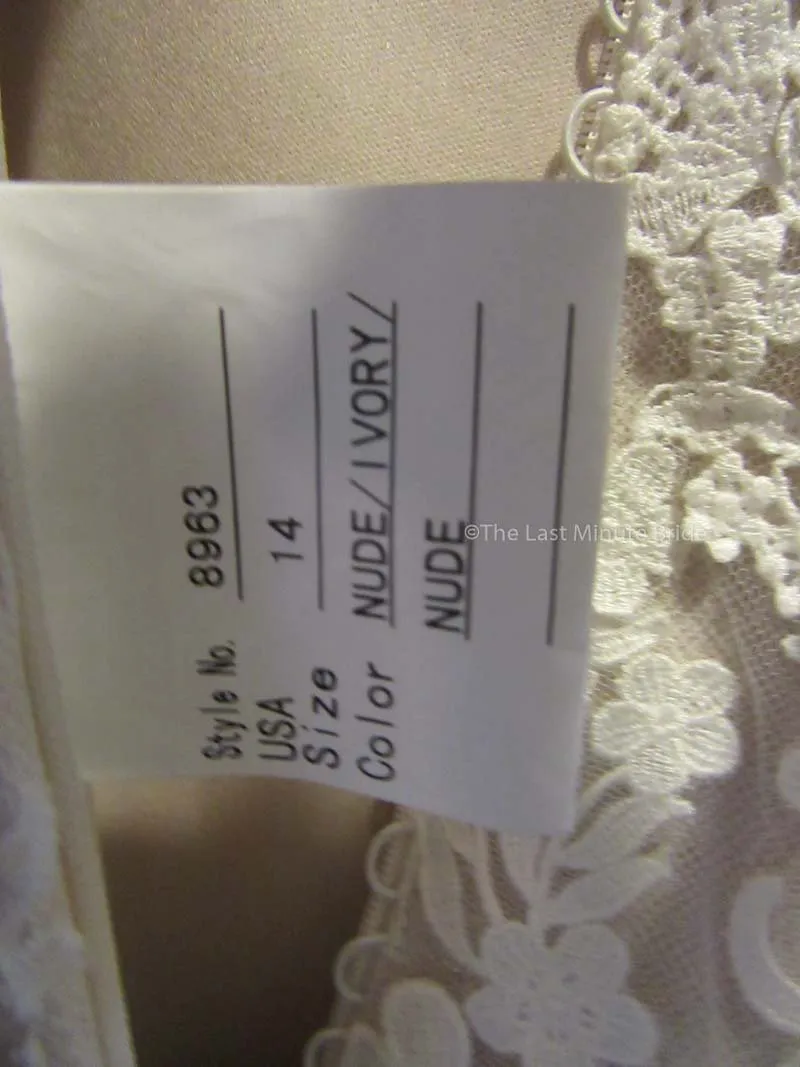 Style No. 8963
USA
Size 14
Color NUDE/IVORY/
NUDE
©The Last Minute Bride